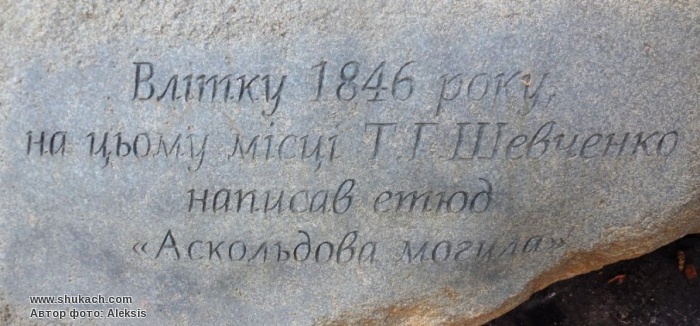 Влітку 1846 року,
на цьому місці Т.Г.Шевченко
написав етюд
«Аскольдова могила»
www.shukach.com
Автор фото: Aleksis